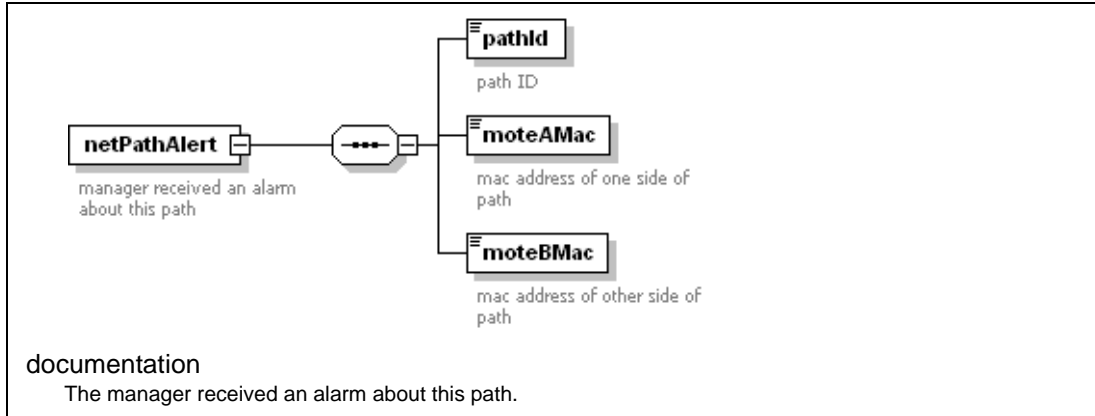 pathId
path ID
netPathAlert
manager received an alarm
about this path
moteAMac
mac address of one side of
path
moteBMac
mac address of other side of
path
documentation
The manager received an alarm about this path.